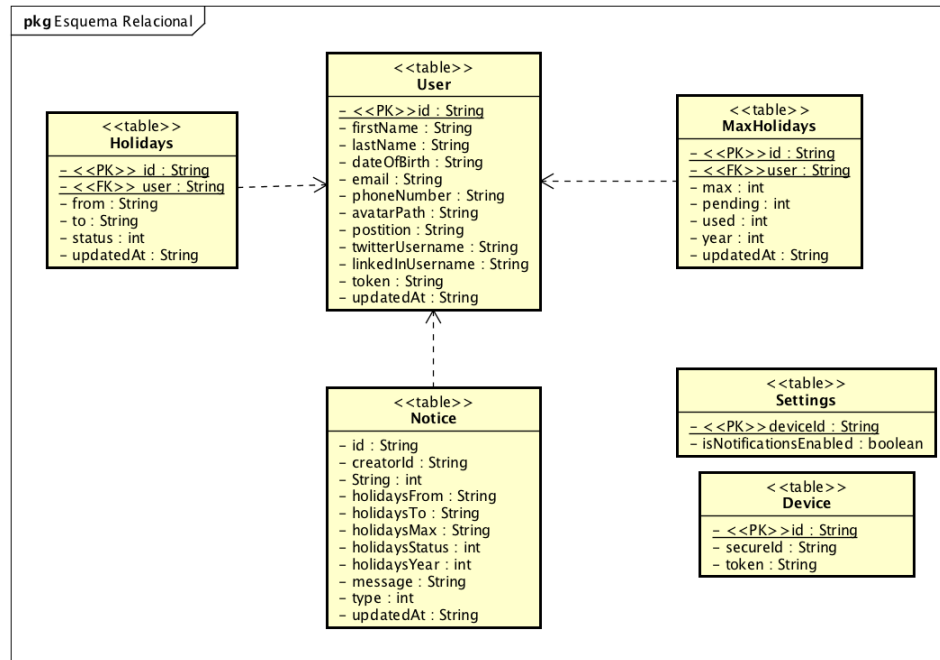 pkg Esquema Relacional
<<table>>
User
- <<PK>>id : String
- firstName : String
- lastName : String
- dateOfBirth : String
- email : String
- phoneNumber : String
- avatarPath : String
- postition : String
- twitterUsername : String
- linkedInUsername : String
- token : String
- updatedAt : String
<<table>>
Holidays
- <<PK>> id : String
- <<FK>> user : String
- from : String
- to : String
- status : int
- updatedAt : String
<<table>>
MaxHolidays
- <<PK>>id : String
- <<FK>>user : String
- max : int
- pending : int
- used : int
- year : int
- updatedAt : String
<<table>>
Notice
- id : String
- creatorId : String
- String : int
- holidaysFrom : String
- holidaysTo : String
- holidaysMax : String
- holidaysStatus : int
- holidaysYear : int
- message : String
- type : int
- updatedAt : String
<<table>>
Settings
- <<PK>>deviceId : String
- isNotificationsEnabled : boolean
<<table>>
Device
- <<PK>>id : String
- secureId : String
- token : String